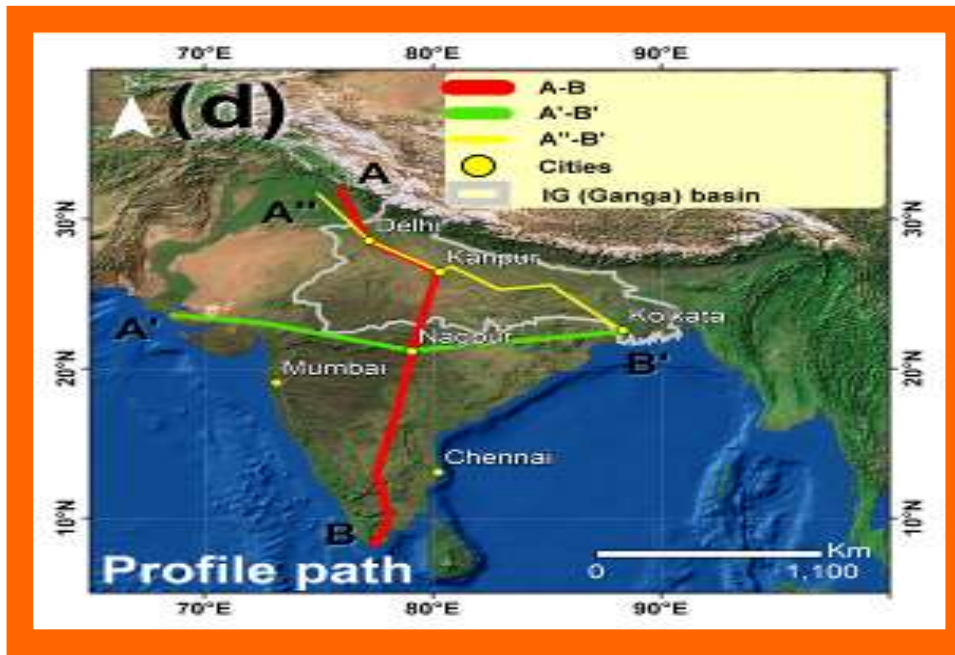 70°E 80°E 90°E
(d)
A-B
A'-B'
A''-B'
Cities
IG (Ganga) basin
A
A''
30°N 30°N
Delhi
Kanpur
A'
Kolkata
Nagpur
B'
20°N 20°N
Mumbai
Chennai
10°N 10°N
B
Profile path
Km
0 1,100
70°E 80°E 90°E